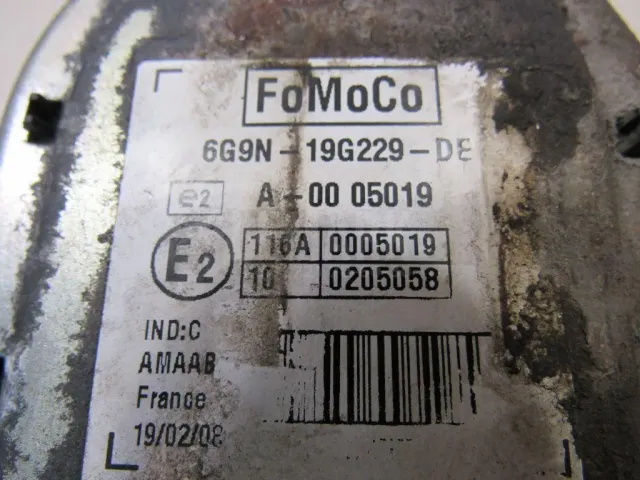 FoMoCo
6G9N-19G229-DE
e2 A-00 05019
E2 116A 0005019
10 0205058
IND:C
AMAAB
France
19/02/08